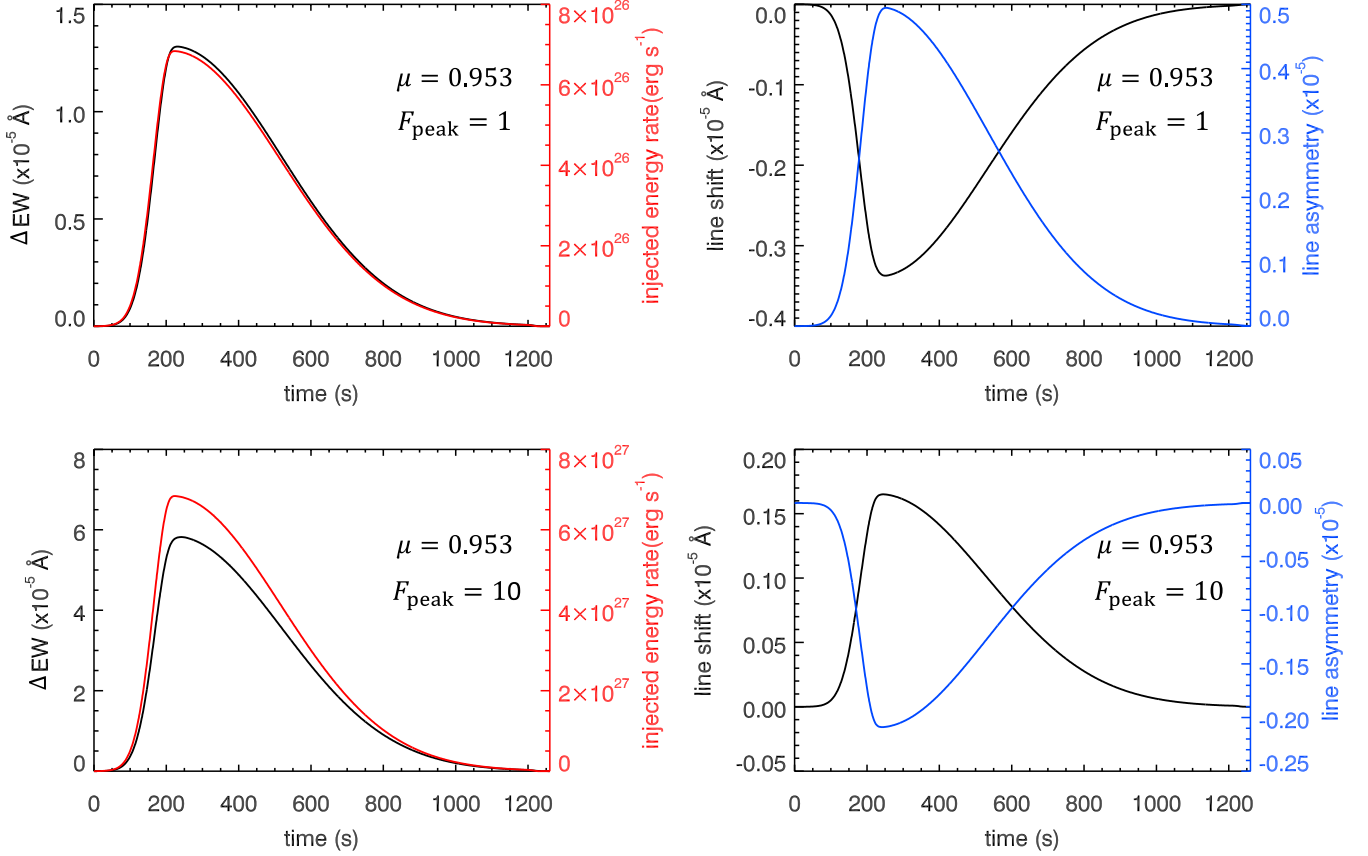 1.5
1.0
0.5
0.0
Δ EW (x10⁻⁵ Å)
μ = 0.953
F_peak = 1
8×10²⁶
6×10²⁶
4×10²⁶
2×10²⁶
0
injected energy rate(erg s⁻¹)
0 200 400 600 800 1000 1200
time (s)
0.0
-0.1
-0.2
-0.3
-0.4
line shift (x10⁻⁵ Å)
μ = 0.953
F_peak = 1
0.5
0.4
0.3
0.2
0.1
0.0
line asymmetry (x10⁻⁵)
0 200 400 600 800 1000 1200
time (s)
8
6
4
2
0
Δ EW (x10⁻⁵ Å)
μ = 0.953
F_peak = 10
8×10²⁷
6×10²⁷
4×10²⁷
2×10²⁷
0
injected energy rate(erg s⁻¹)
0 200 400 600 800 1000 1200
time (s)
0.20
0.15
0.10
0.05
0.00
-0.05
line shift (x10⁻⁵ Å)
μ = 0.953
F_peak = 10
0.05
0.00
-0.05
-0.10
-0.15
-0.20
-0.25
line asymmetry (x10⁻⁵)
0 200 400 600 800 1000 1200
time (s)